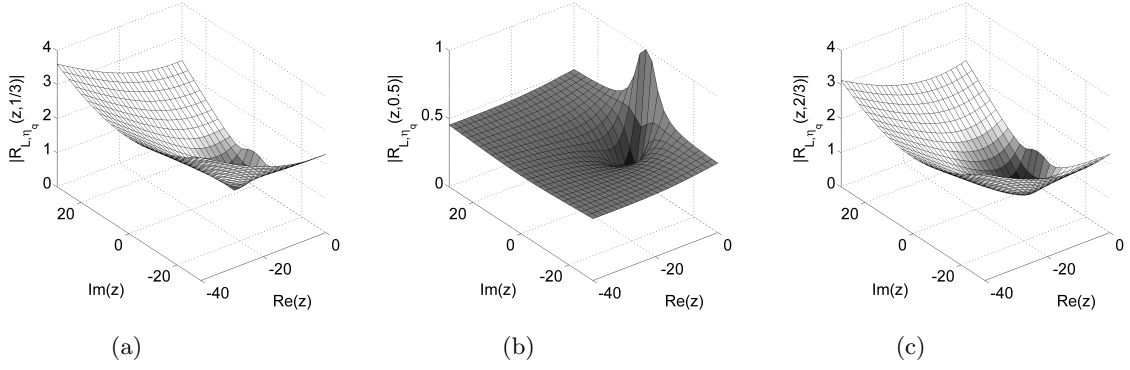 4
3
2
1
0
|R_{L,η_q}(z,1/3)|
20
0
-20
Im(z)
-40
-20
0
Re(z)
(a)
1
0.5
0
|R_{L,η_q}(z,0.5)|
20
0
-20
Im(z)
-40
-20
0
Re(z)
(b)
4
3
2
1
0
|R_{L,η_q}(z,2/3)|
20
0
-20
Im(z)
-40
-20
0
Re(z)
(c)